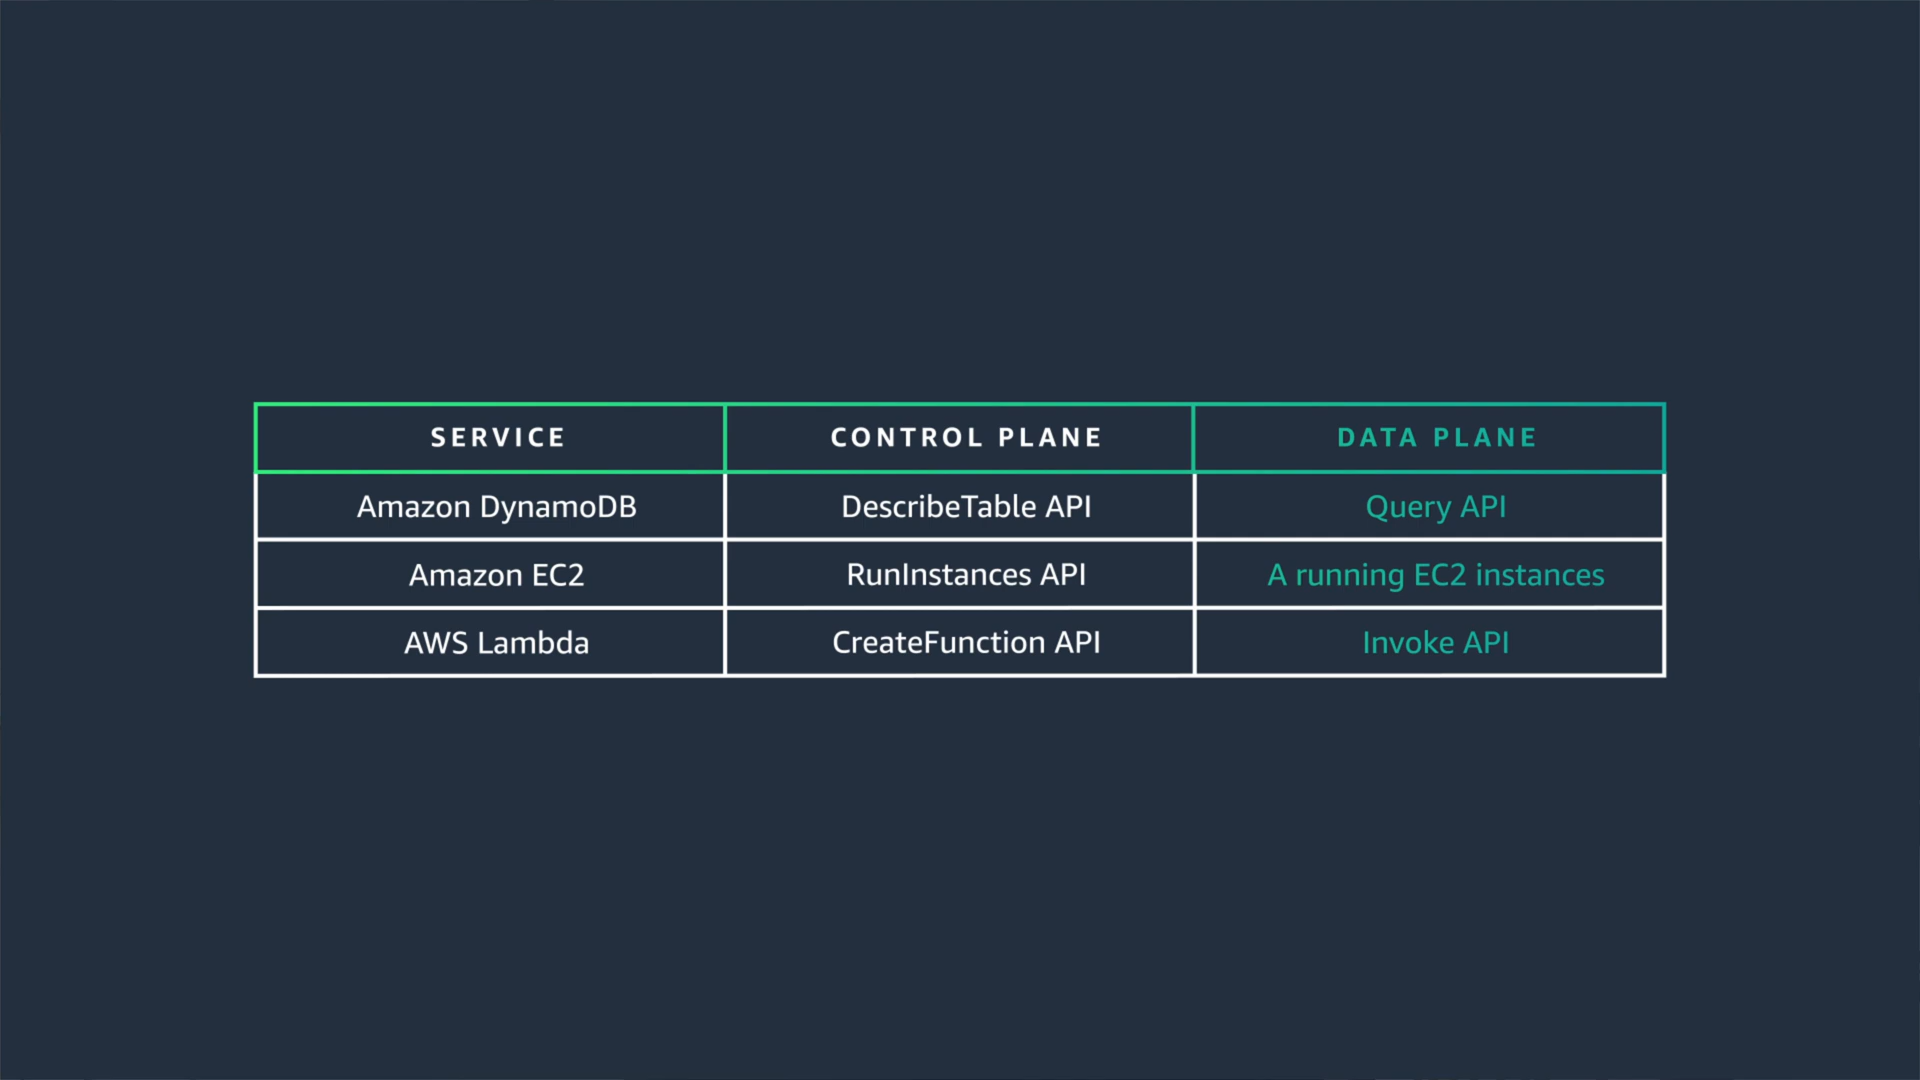 SERVICE CONTROL PLANE DATA PLANE
Amazon DynamoDB DescribeTable API Query API
Amazon EC2 RunInstances API A running EC2 instances
AWS Lambda CreateFunction API Invoke API